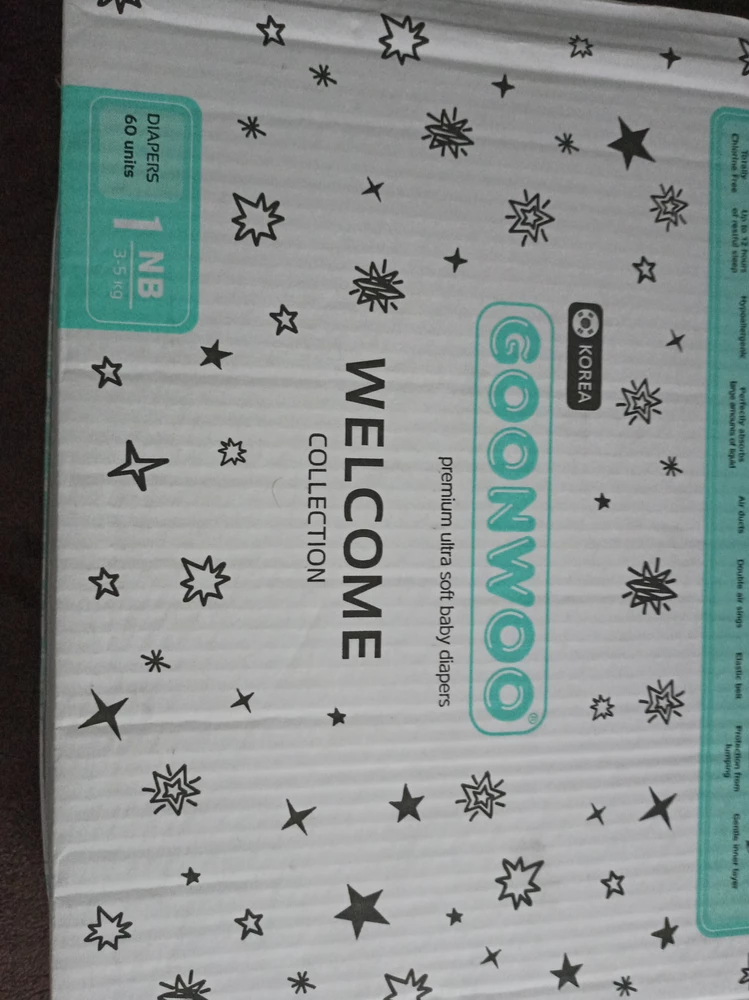 Totally
Chlorine Free
Up to 12 hours
of restful sleep
Hypoallergenic
Perfectly absorbs
large amounts of liquid
Air ducts
Double air sings
Elastic belt
Protection from
lumping
Gentle inner layer
KOREA
GOONWOO®
premium ultra soft baby diapers
WELCOME
COLLECTION
DIAPERS
60 units
1
NB
3-5 kg